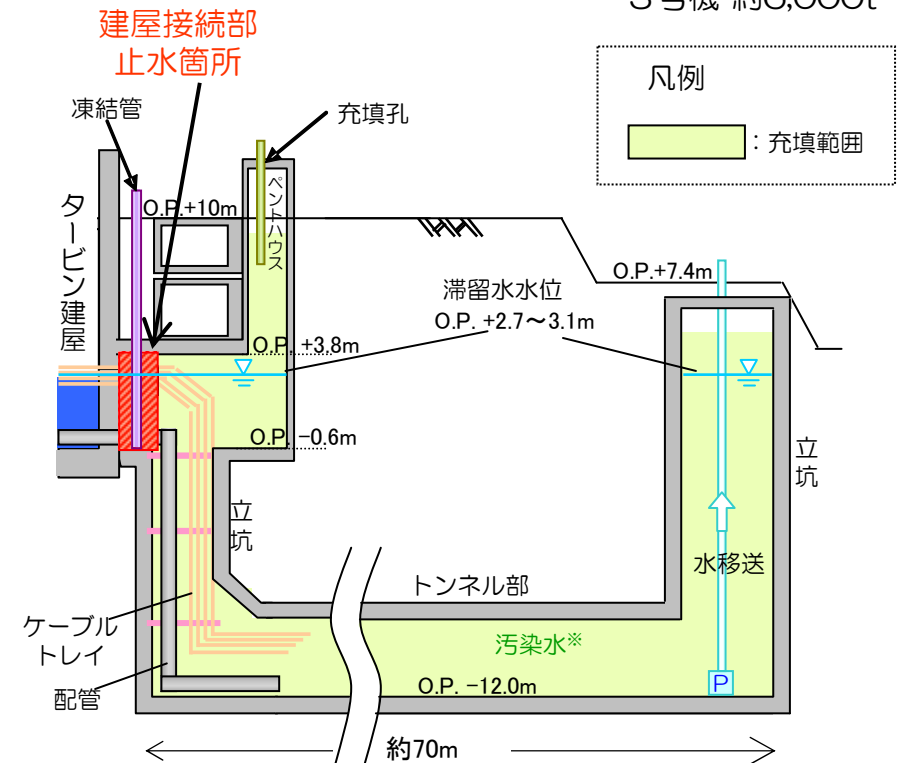 建屋接続部
止水箇所
凡例
：充填範囲
凍結管
充填孔
タービン建屋
ペントハウス
O.P.+10m
O.P.+7.4m
滞留水水位
O.P. +2.7～3.1m
O.P. +3.8m
O.P. −0.6m
立坑
立坑
水移送
トンネル部
ケーブル
トレイ
汚染水※
配管
O.P. −12.0m
P
約70m